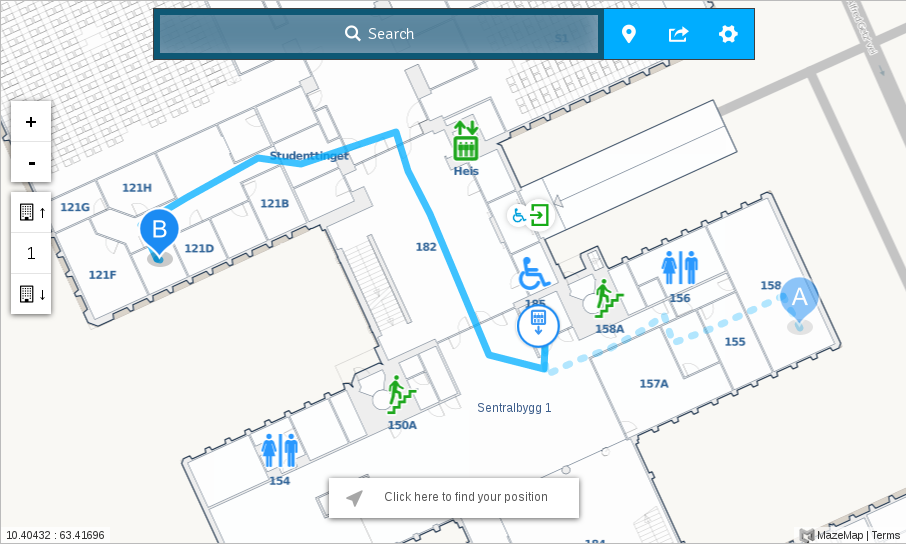 Search
S1
+
-
1
Studenttinget
Heis
121H
121G
121B
121D
121F
B
182
185
158A
156
158
A
155
157A
150A
Sentralbygg 1
154
Click here to find your position
10.40432 : 63.41696
MazeMap | Terms
184